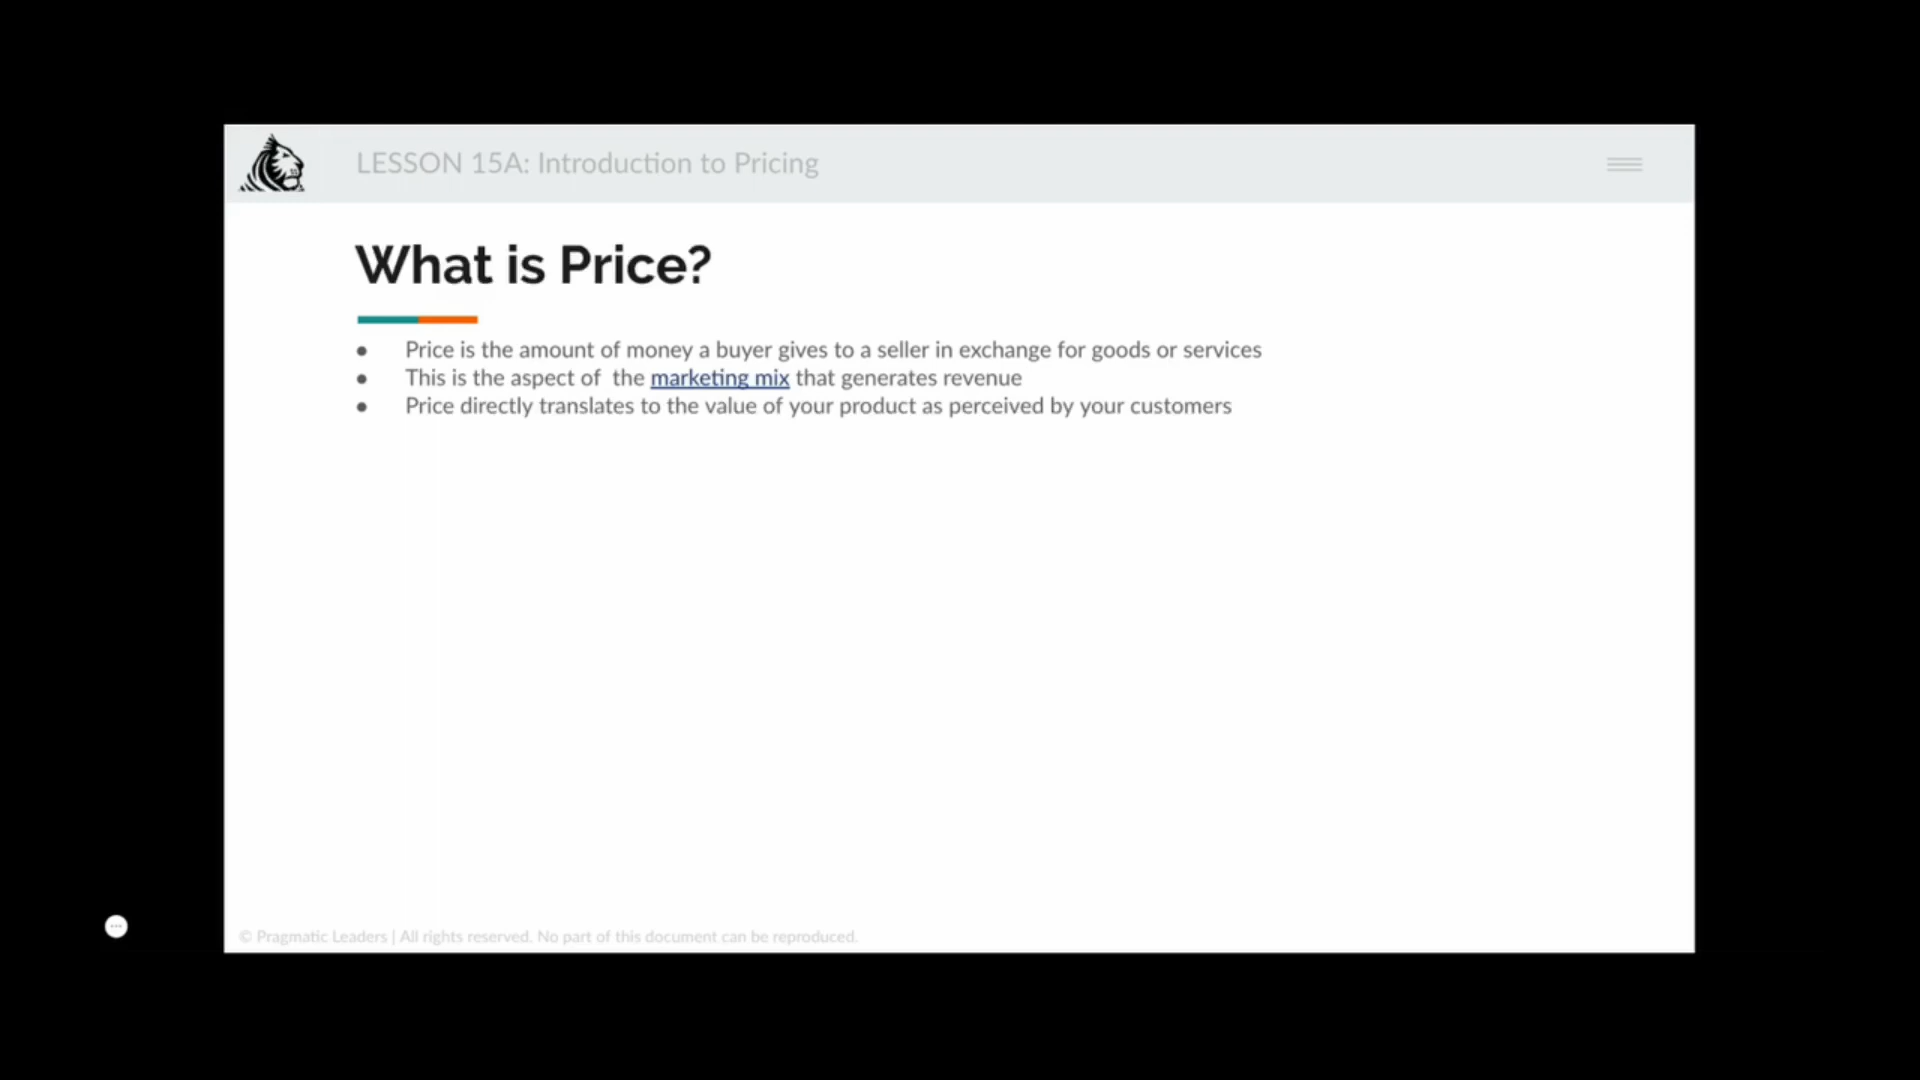 LESSON 15A: Introduction to Pricing
What is Price?
● Price is the amount of money a buyer gives to a seller in exchange for goods or services
● This is the aspect of the marketing mix that generates revenue
● Price directly translates to the value of your product as perceived by your customers
© Pragmatic Leaders | All rights reserved. No part of this document can be reproduced.